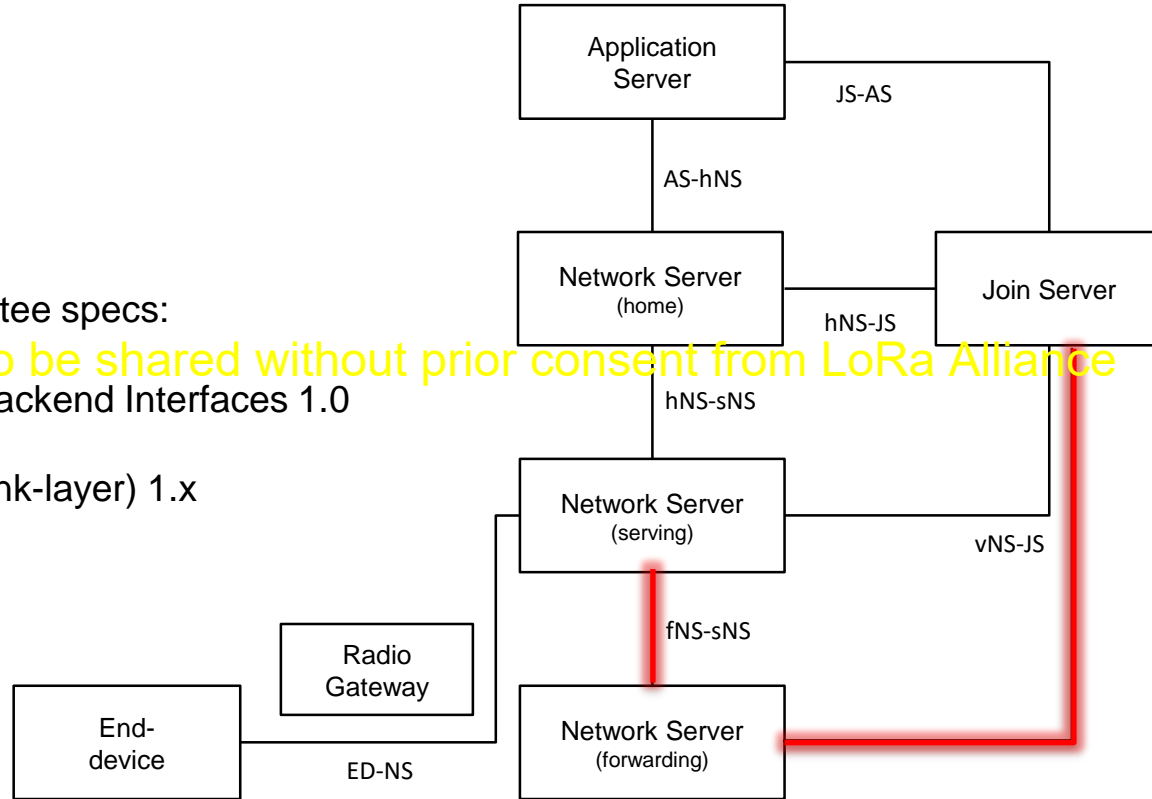 Application
Server
JS-AS
AS-hNS
Network Server
(home)
Join Server
hNS-JS
tee specs:
o be shared without prior consent from LoRa Alliance
ackend Interfaces 1.0
hNS-sNS
nk-layer) 1.x
Network Server
(serving)
vNS-JS
fNS-sNS
Radio
Gateway
End-
device
Network Server
(forwarding)
ED-NS